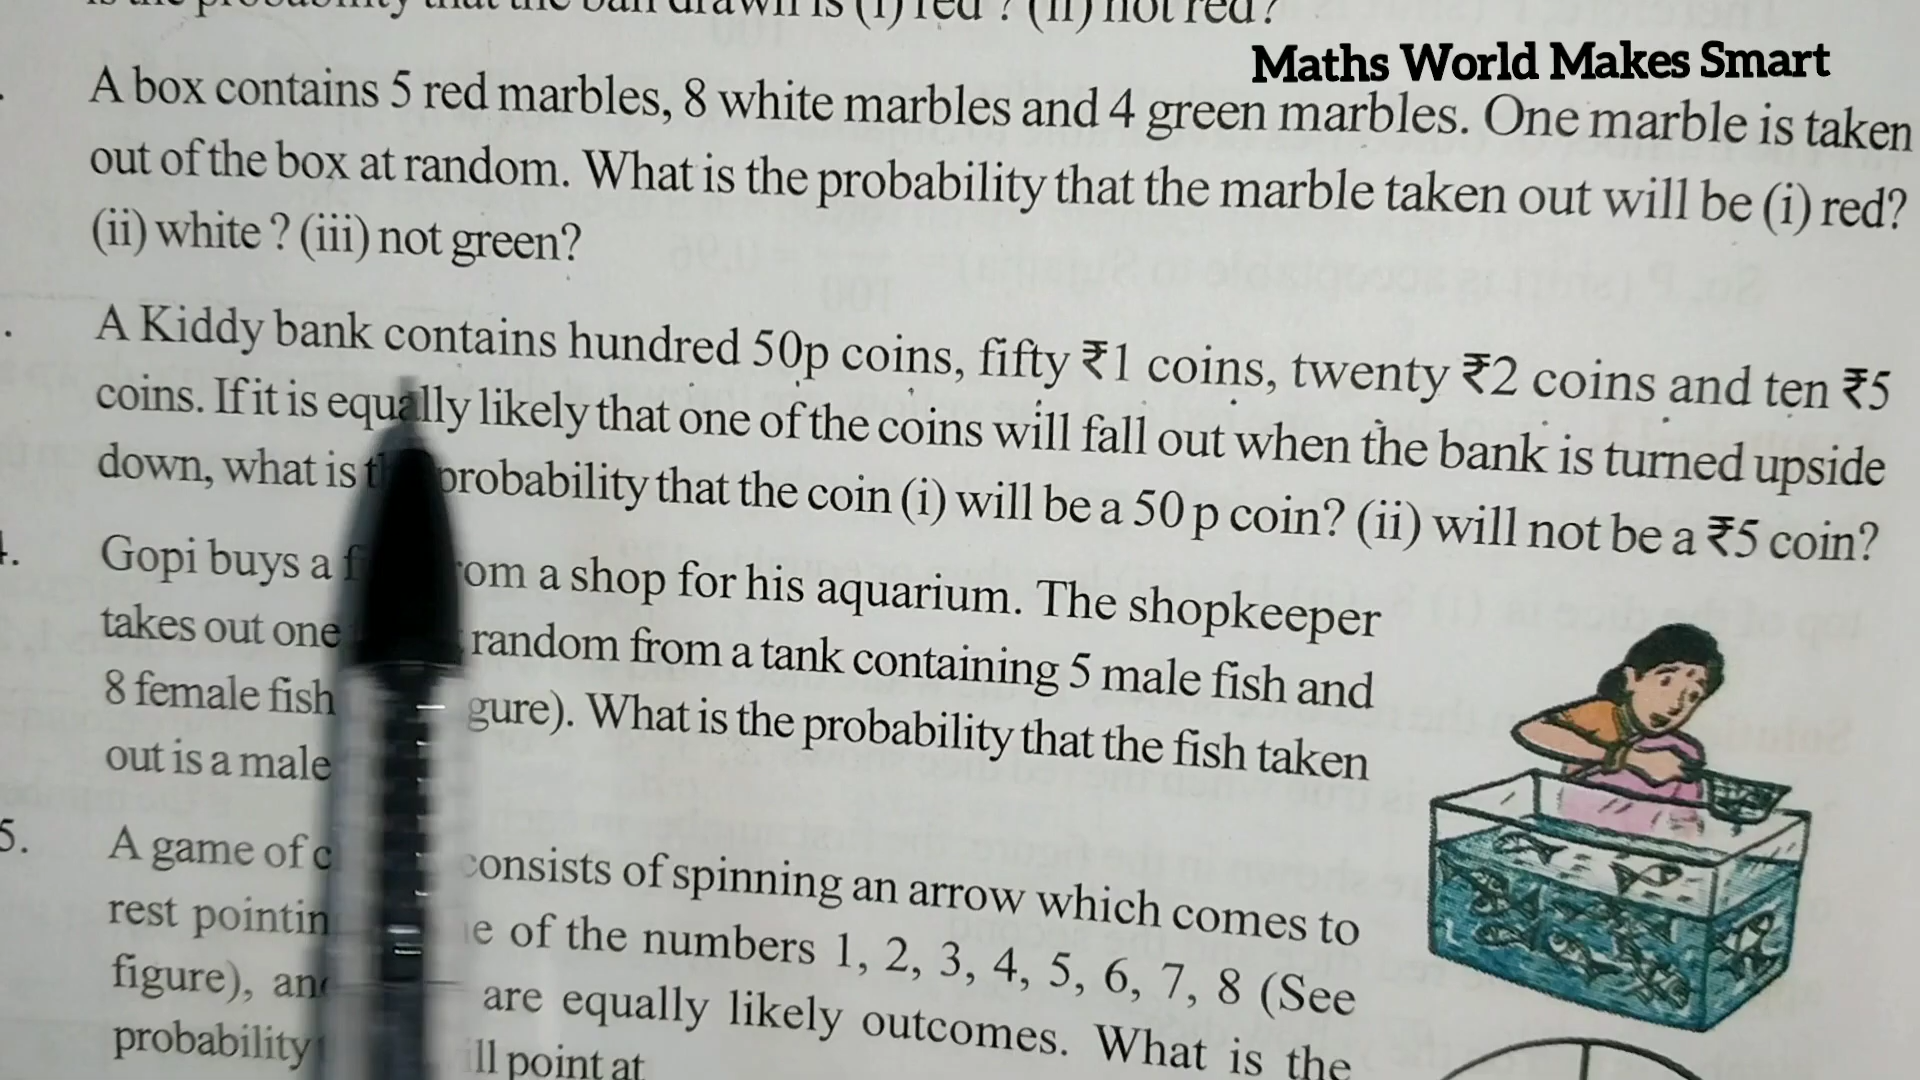 is the probability that the ball drawn is (i) red ? (ii) not red?
Maths World Makes Smart
A box contains 5 red marbles, 8 white marbles and 4 green marbles. One marble is taken
out of the box at random. What is the probability that the marble taken out will be (i) red?
(ii) white ? (iii) not green?
A Kiddy bank contains hundred 50p coins, fifty ₹1 coins, twenty ₹2 coins and ten ₹5
coins. If it is equally likely that one of the coins will fall out when the bank is turned upside
down, what is probability that the coin (i) will be a 50 p coin? (ii) will not be a ₹5 coin?
Gopi buys a om a shop for his aquarium. The shopkeeper
takes out one random from a tank containing 5 male fish and
8 female fish gure). What is the probability that the fish taken
out is a male
5. A game of consists of spinning an arrow which comes to
rest pointin e of the numbers 1, 2, 3, 4, 5, 6, 7, 8 (See
figure), an are equally likely outcomes. What is the
probability ill point at